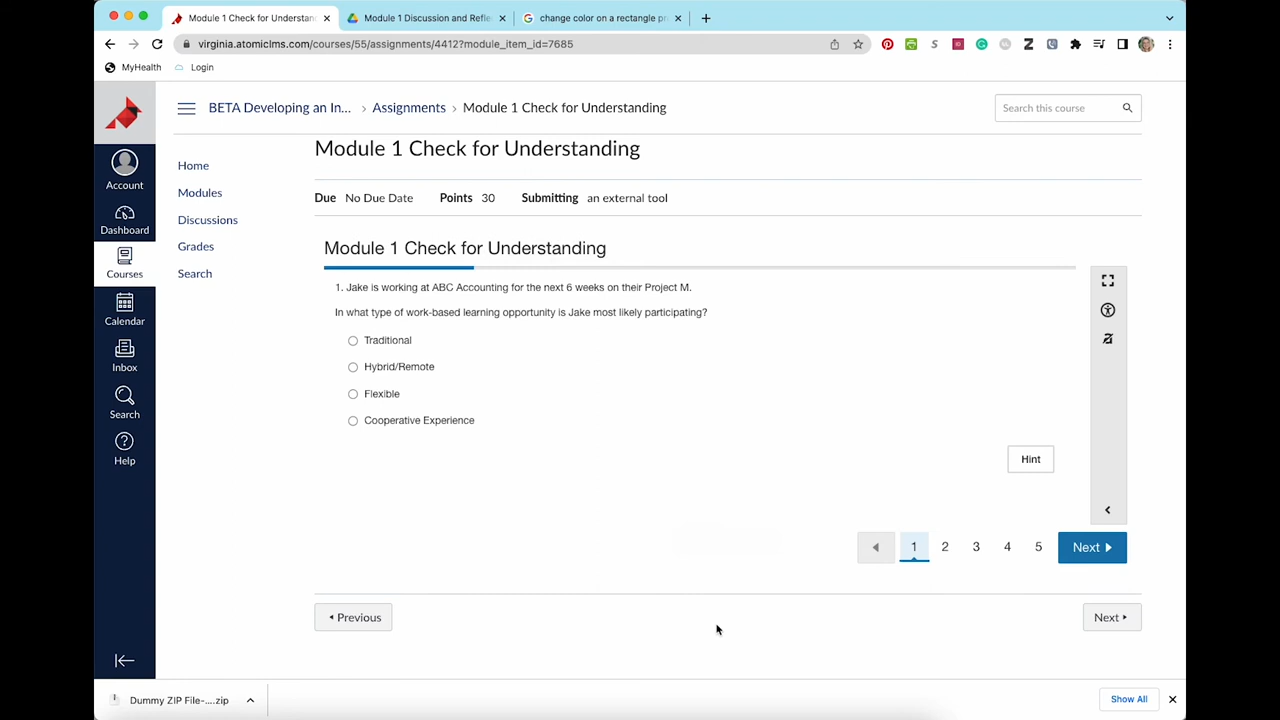 Module 1 Check for Understan
Module 1 Discussion and Refle
change color on a rectangle pr
virginia.atomiclms.com/courses/55/assignments/4412?module_item_id=7685
MyHealth
Login
BETA Developing an In... › Assignments › Module 1 Check for Understanding
Search this course
Account
Dashboard
Courses
Calendar
Inbox
Search
Help
Home
Modules
Discussions
Grades
Search
Module 1 Check for Understanding
Due No Due Date Points 30 Submitting an external tool
Module 1 Check for Understanding
1. Jake is working at ABC Accounting for the next 6 weeks on their Project M.
In what type of work-based learning opportunity is Jake most likely participating?
Traditional
Hybrid/Remote
Flexible
Cooperative Experience
Hint
1 2 3 4 5 Next
Previous
Next
Dummy ZIP File-....zip
Show All